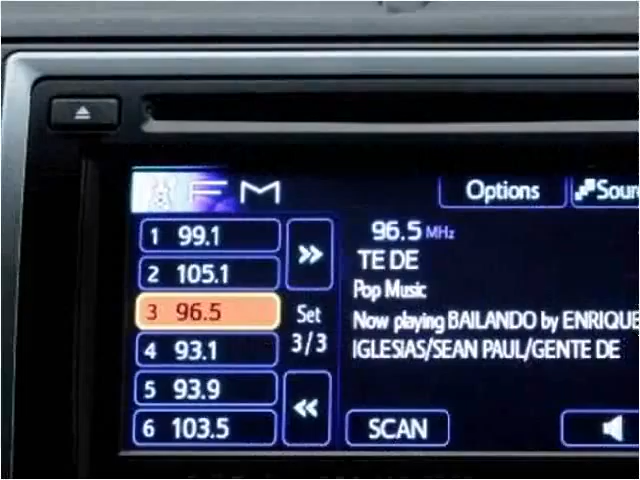 FM
Options
Sour
1 99.1
2 105.1
3 96.5
4 93.1
5 93.9
6 103.5
»
Set
3/3
«
96.5 MHz
TE DE
Pop Music
Now playing BAILANDO by ENRIQUE
IGLESIAS/SEAN PAUL/GENTE DE
SCAN